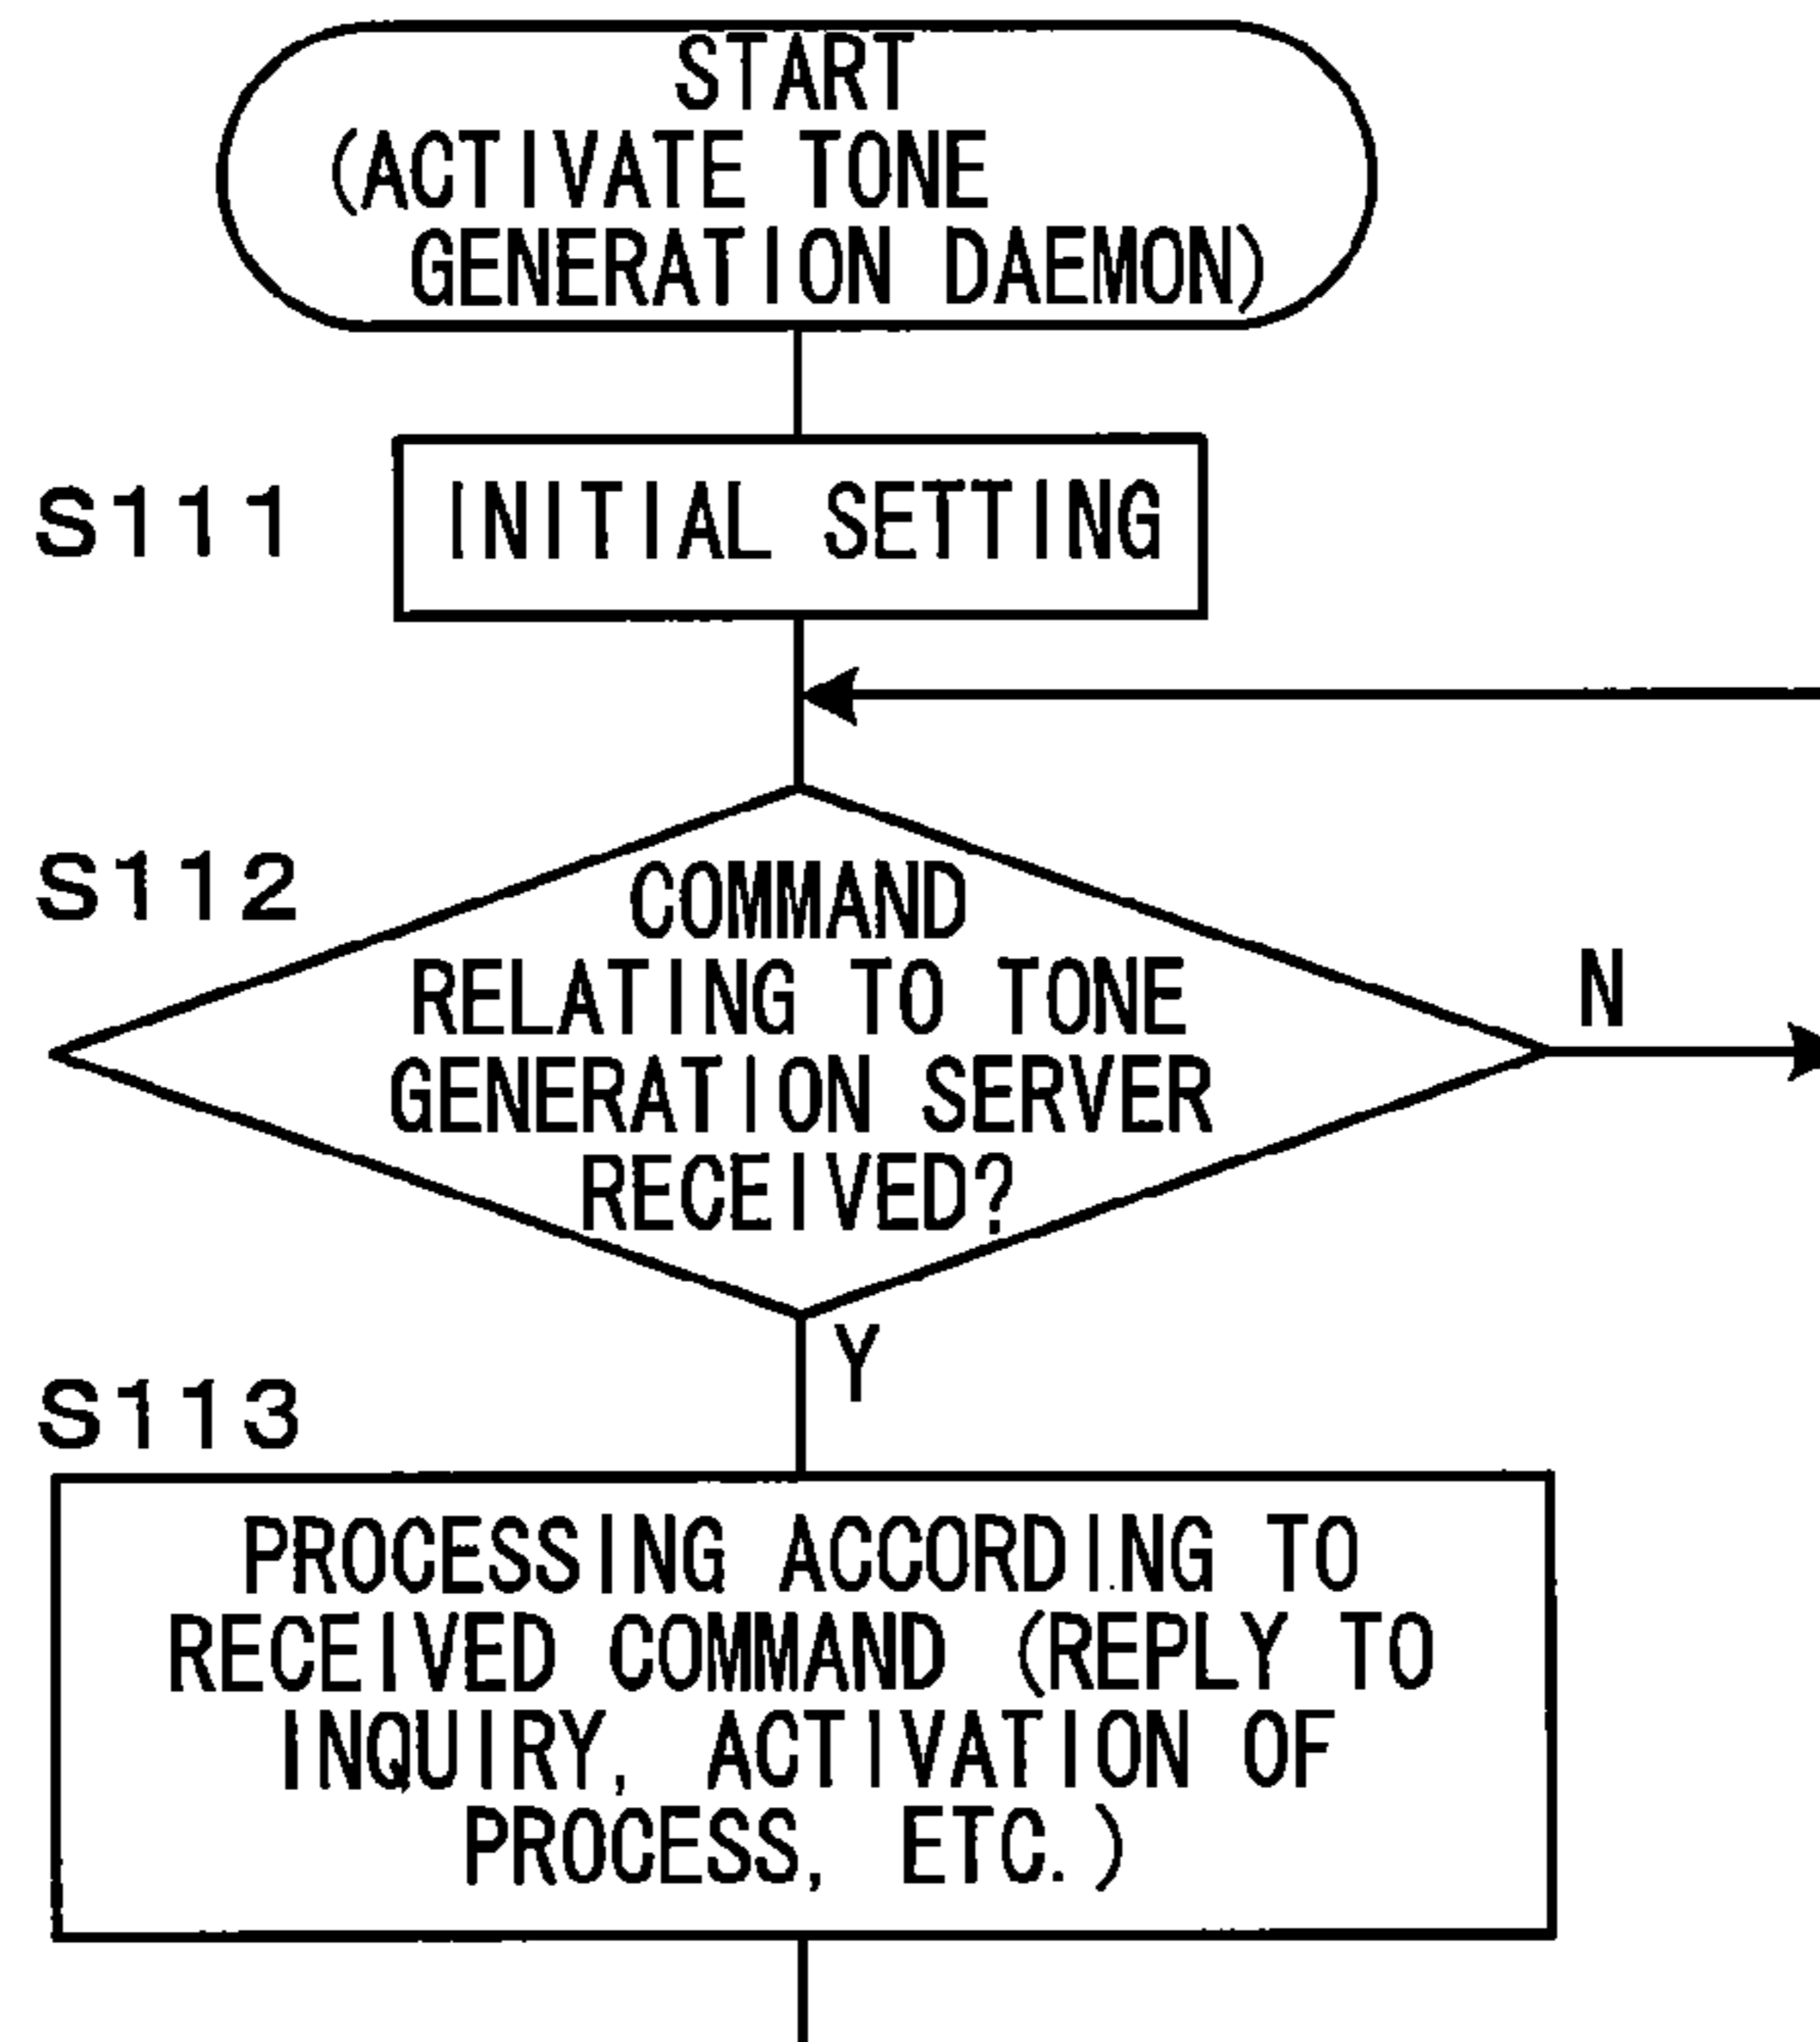 START
(ACTIVATE TONE
GENERATION DAEMON)
S111
INITIAL SETTING
S112
COMMAND
RELATING TO TONE
GENERATION SERVER
RECEIVED?
N
Y
S113
PROCESSING ACCORDING TO
RECEIVED COMMAND (REPLY TO
INQUIRY, ACTIVATION OF
PROCESS, ETC.)